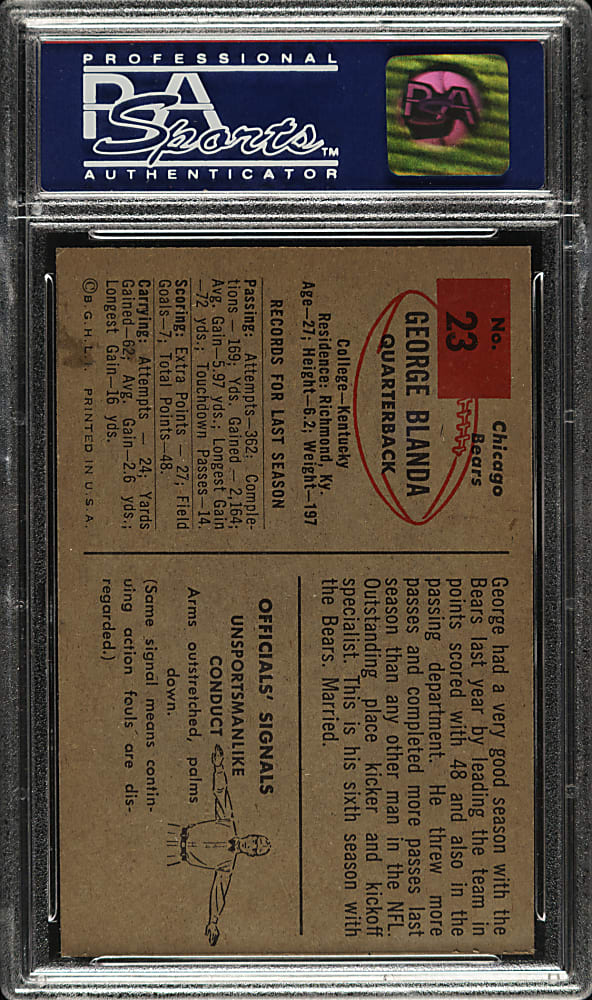 PROFESSIONAL
PSA
Sports™
AUTHENTICATOR
PSA
No.
23
Chicago
Bears
GEORGE BLANDA
QUARTERBACK
College—Kentucky
Residence: Richmond, Ky.
Age—27; Height—6.2; Weight—197
RECORDS FOR LAST SEASON
Passing: Attempts—362; Comple-
tions — 169; Yds. Gained — 2,164;
Avg. Gain—5.97 yds.; Longest Gain
—72 yds.; Touchdown Passes—14.
Scoring: Extra Points — 27; Field
Goals—7; Total Points—48.
Carrying: Attempts — 24; Yards
Gained—62; Avg. Gain—2.6 yds.;
Longest Gain—16 yds.
©B.G.H.L.I. PRINTED IN U.S.A.
George had a very good season with the
Bears last year by leading the team in
points scored with 48 and also in the
passing department. He threw more
passes and completed more passes last
season than any other man in the NFL.
Outstanding place kicker and kickoff
specialist. This is his sixth season with
the Bears. Married.
OFFICIALS' SIGNALS
UNSPORTSMANLIKE
CONDUCT
Arms outstretched, palms
down.
(Same signal means contin-
uing action fouls are dis-
regarded.)